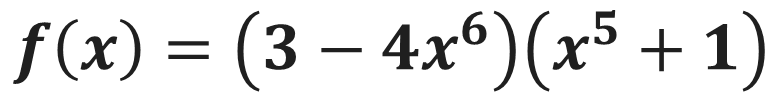 f(x) = (3 − 4x⁶)(x⁵ + 1)